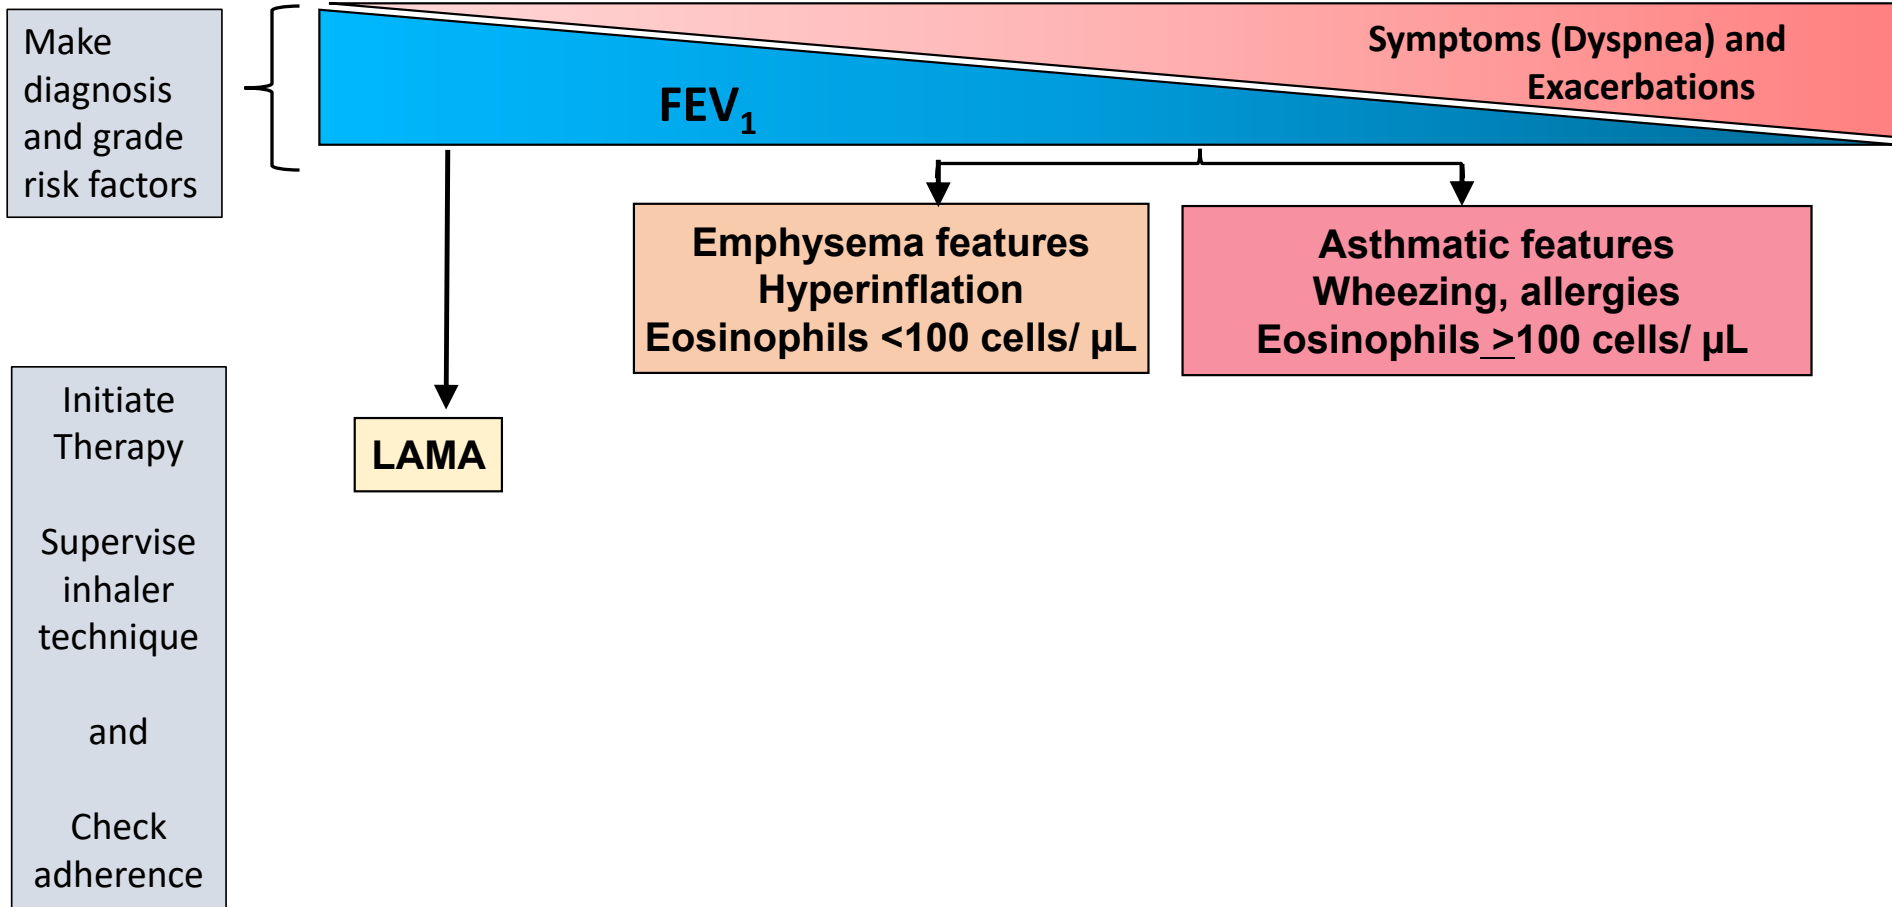 Make
diagnosis
and grade
risk factors
Symptoms (Dyspnea) and
Exacerbations
FEV₁
Emphysema features
Hyperinflation
Eosinophils <100 cells/ µL
Asthmatic features
Wheezing, allergies
Eosinophils >100 cells/ µL
Initiate
Therapy
Supervise
inhaler
technique
and
Check
adherence
LAMA